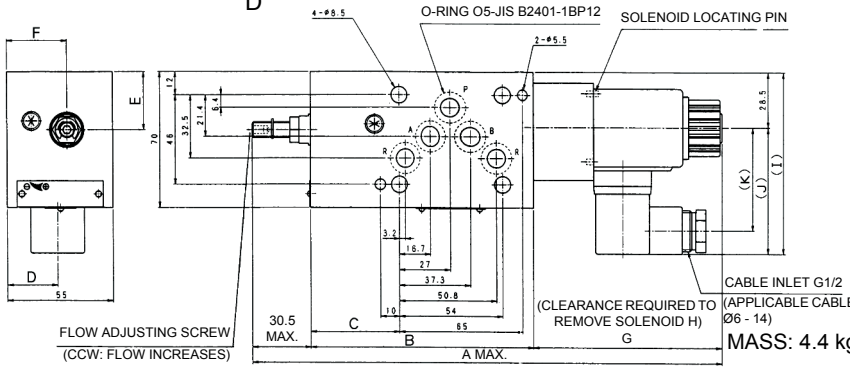 D
4-ø8.5
O-RING O5-JIS B2401-1BP12
SOLENOID LOCATING PIN
2-ø5.5
F
E
12
6.4
21.4
32.5
46
70
P
A
B
R
R
28.5
(K)
(J)
(I)
3.2
16.7
27
37.3
50.8
10
54
65
D
55
CABLE INLET G1/2
(APPLICABLE CABLE
Ø6 - 14)
(CLEARANCE REQUIRED TO
REMOVE SOLENOID H)
FLOW ADJUSTING SCREW
(CCW: FLOW INCREASES)
30.5
MAX.
C
B
G
A MAX.
MASS: 4.4 kg